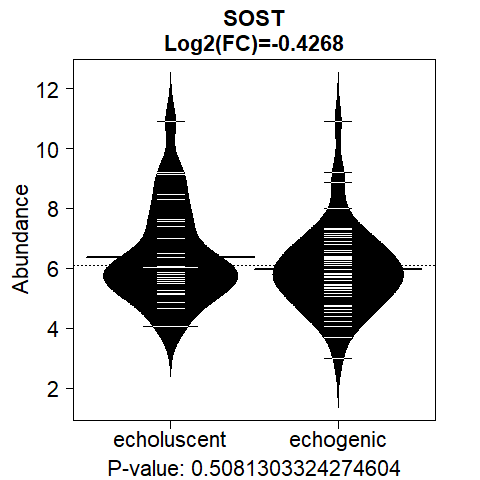 SOST
Log2(FC)=-0.4268
Abundance
12
10
8
6
4
2
echoluscent echogenic
P-value: 0.5081303324274604